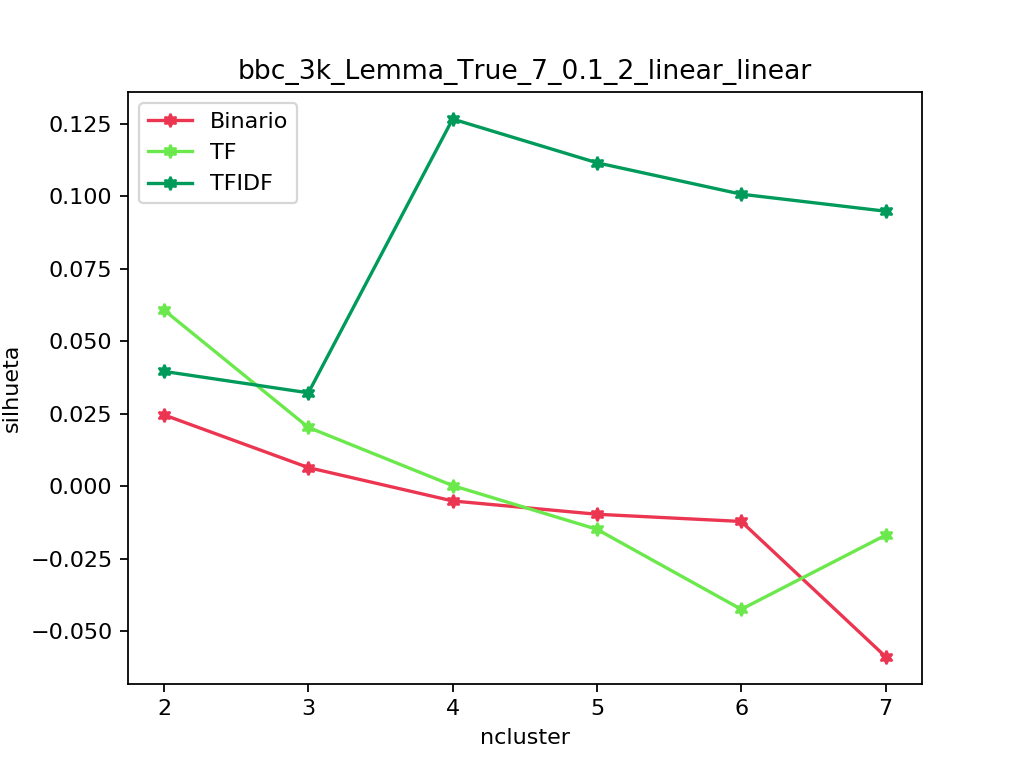 bbc_3k_Lemma_True_7_0.1_2_linear_linear
Binario
TF
TFIDF
0.125
0.100
0.075
0.050
0.025
0.000
−0.025
−0.050
silhueta
2 3 4 5 6 7
ncluster